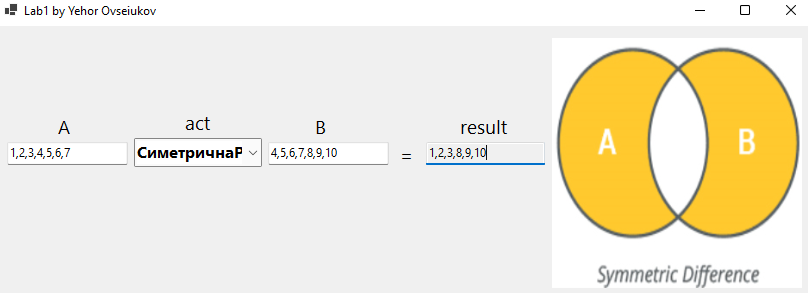 Lab1 by Yehor Ovseiukov
A act B result
1,2,3,4,5,6,7 СиметричнаР 4,5,6,7,8,9,10 = 1,2,3,8,9,10
A B
Symmetric Difference